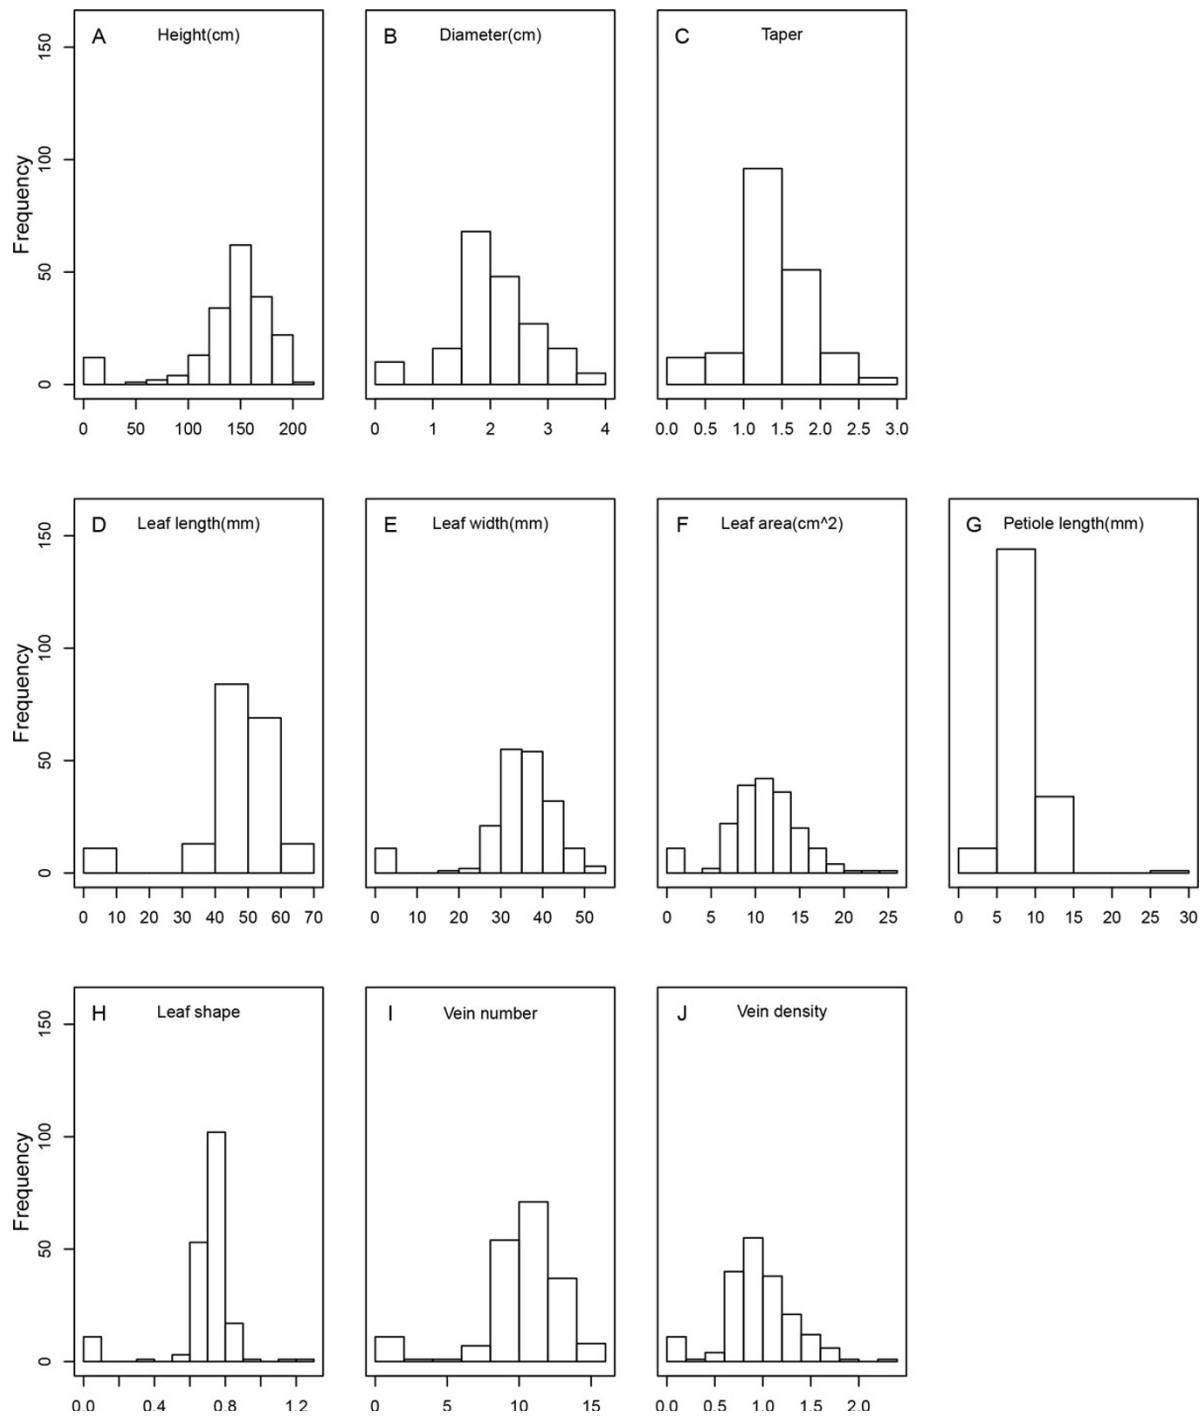 A Height(cm) B Diameter(cm) C Taper
150
100
50
0
Frequency
0 50 100 150 200 0 1 2 3 4 0.0 0.5 1.0 1.5 2.0 2.5 3.0
D Leaf length(mm) E Leaf width(mm) F Leaf area(cm^2) G Petiole length(mm)
150
100
50
0
Frequency
0 10 20 30 40 50 60 70 0 10 20 30 40 50 0 5 10 15 20 25 0 5 10 15 20 25 30
H Leaf shape I Vein number J Vein density
150
100
50
0
Frequency
0.0 0.4 0.8 1.2 0 5 10 15 0.0 0.5 1.0 1.5 2.0